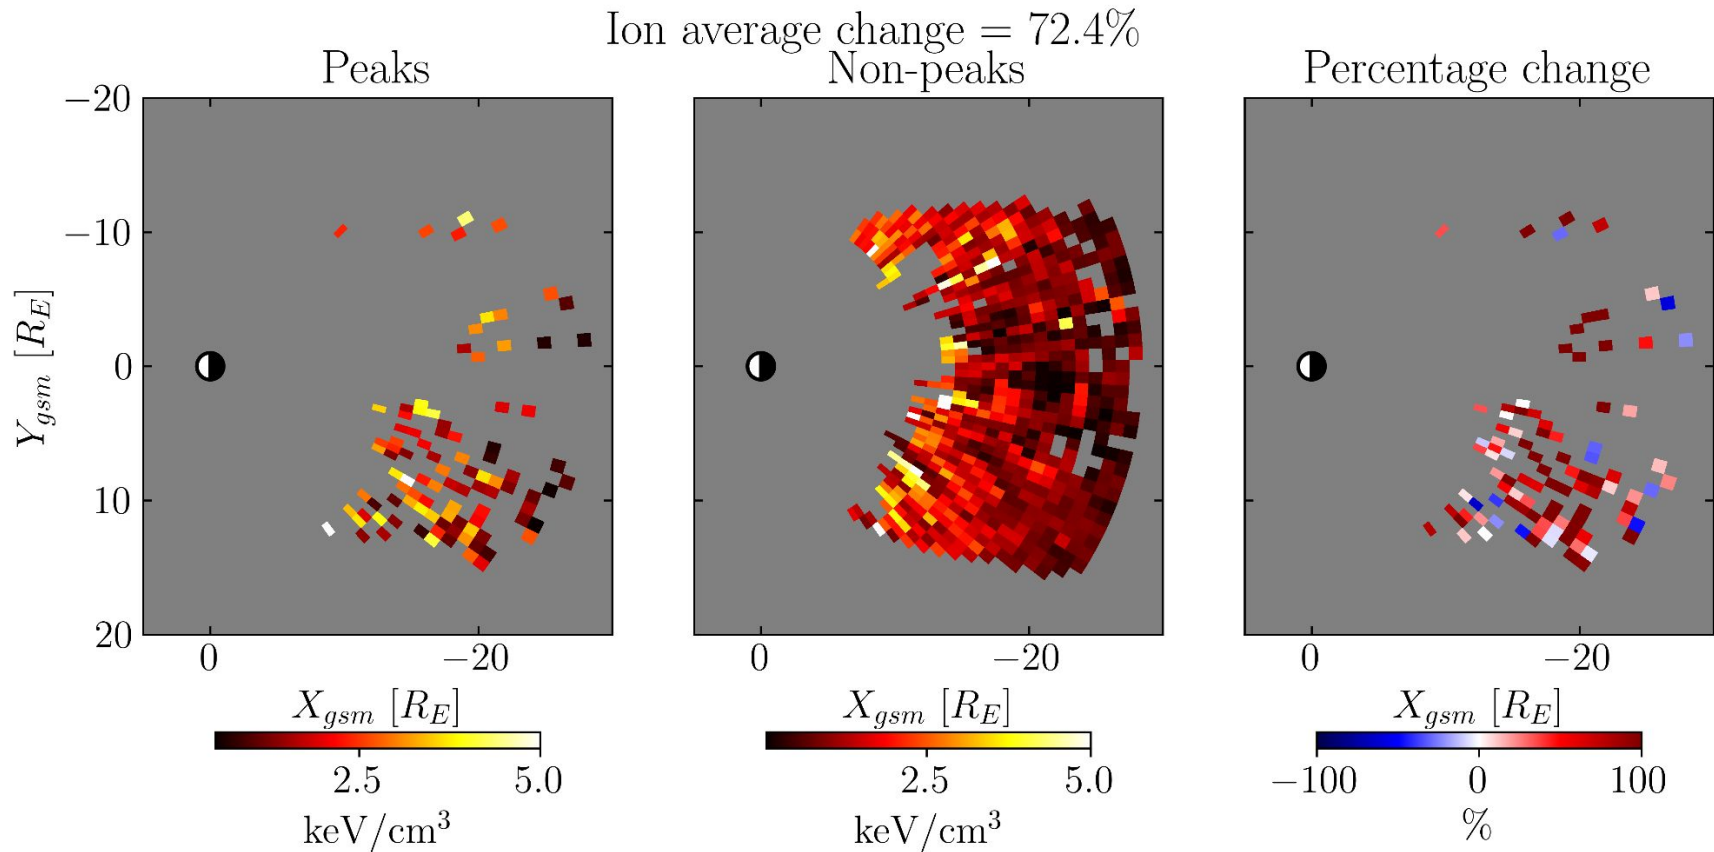 Ion average change = 72.4%
Peaks Non-peaks Percentage change
−20
−10
0
10
20
Y_gsm [R_E]
0 −20 0 −20 0 −20
X_gsm [R_E] X_gsm [R_E] X_gsm [R_E]
2.5 5.0 2.5 5.0 −100 0 100
keV/cm³ keV/cm³ %